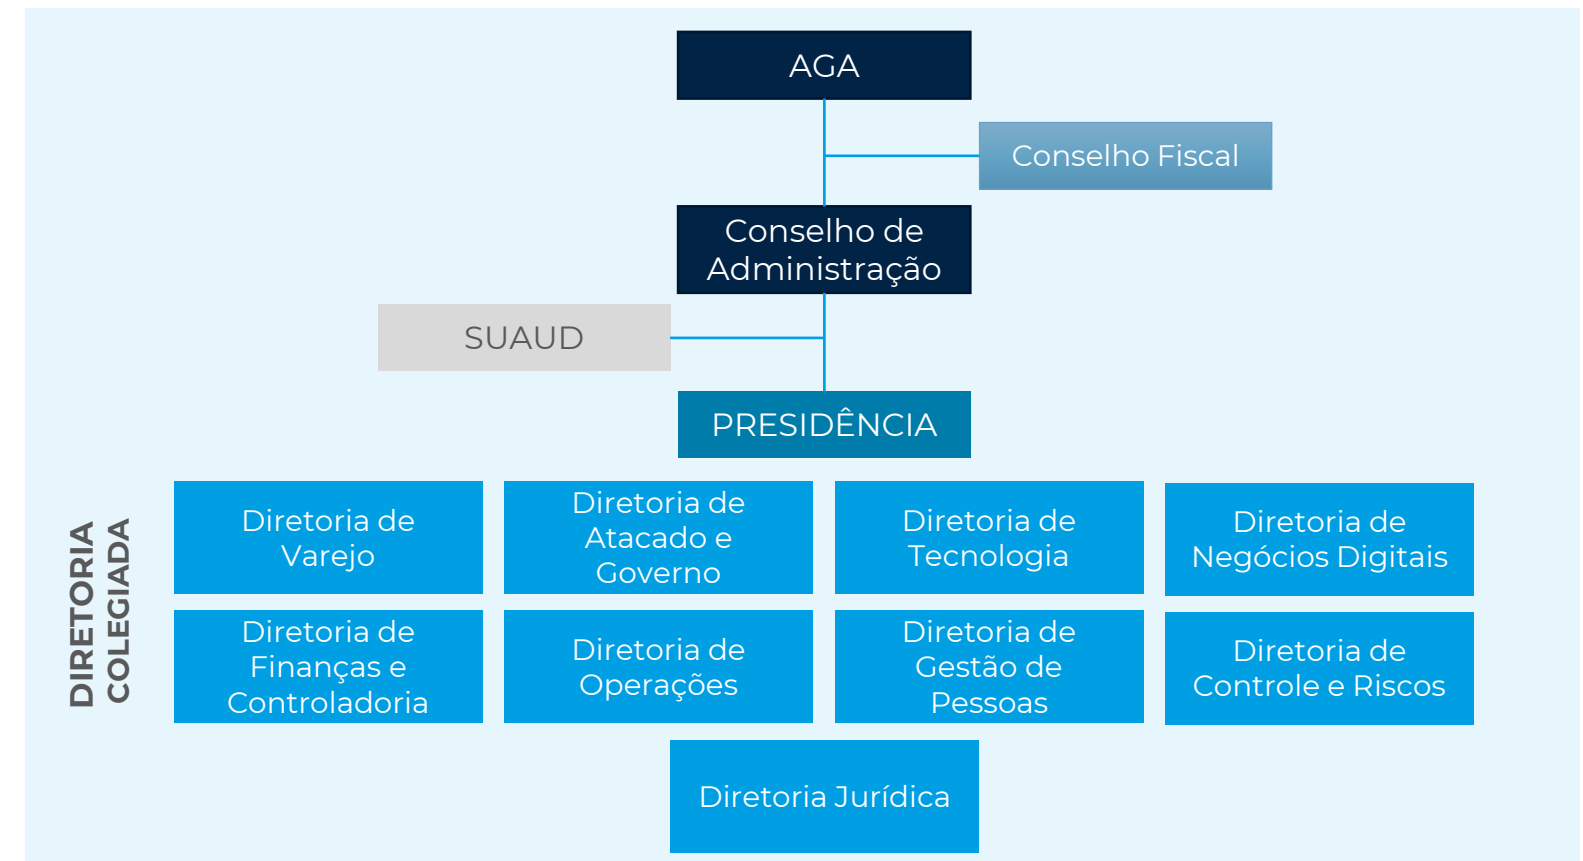 AGA
Conselho Fiscal
Conselho de
Administração
SUAUD
PRESIDÊNCIA
DIRETORIA
COLEGIADA
Diretoria de
Varejo
Diretoria de
Atacado e
Governo
Diretoria de
Tecnologia
Diretoria de
Negócios Digitais
Diretoria de
Finanças e
Controladoria
Diretoria de
Operações
Diretoria de
Gestão de
Pessoas
Diretoria de
Controle e Riscos
Diretoria Jurídica